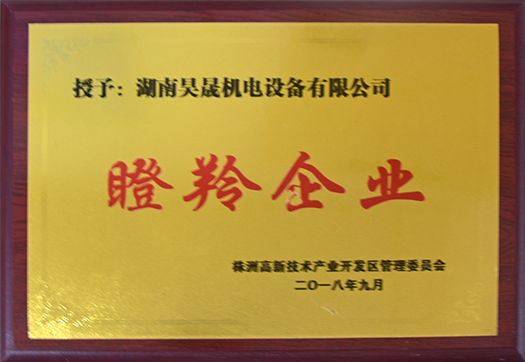 授予：湖南昊晟机电设备有限公司
瞪羚企业
株洲高新技术产业开发区管理委员会
二〇一八年九月